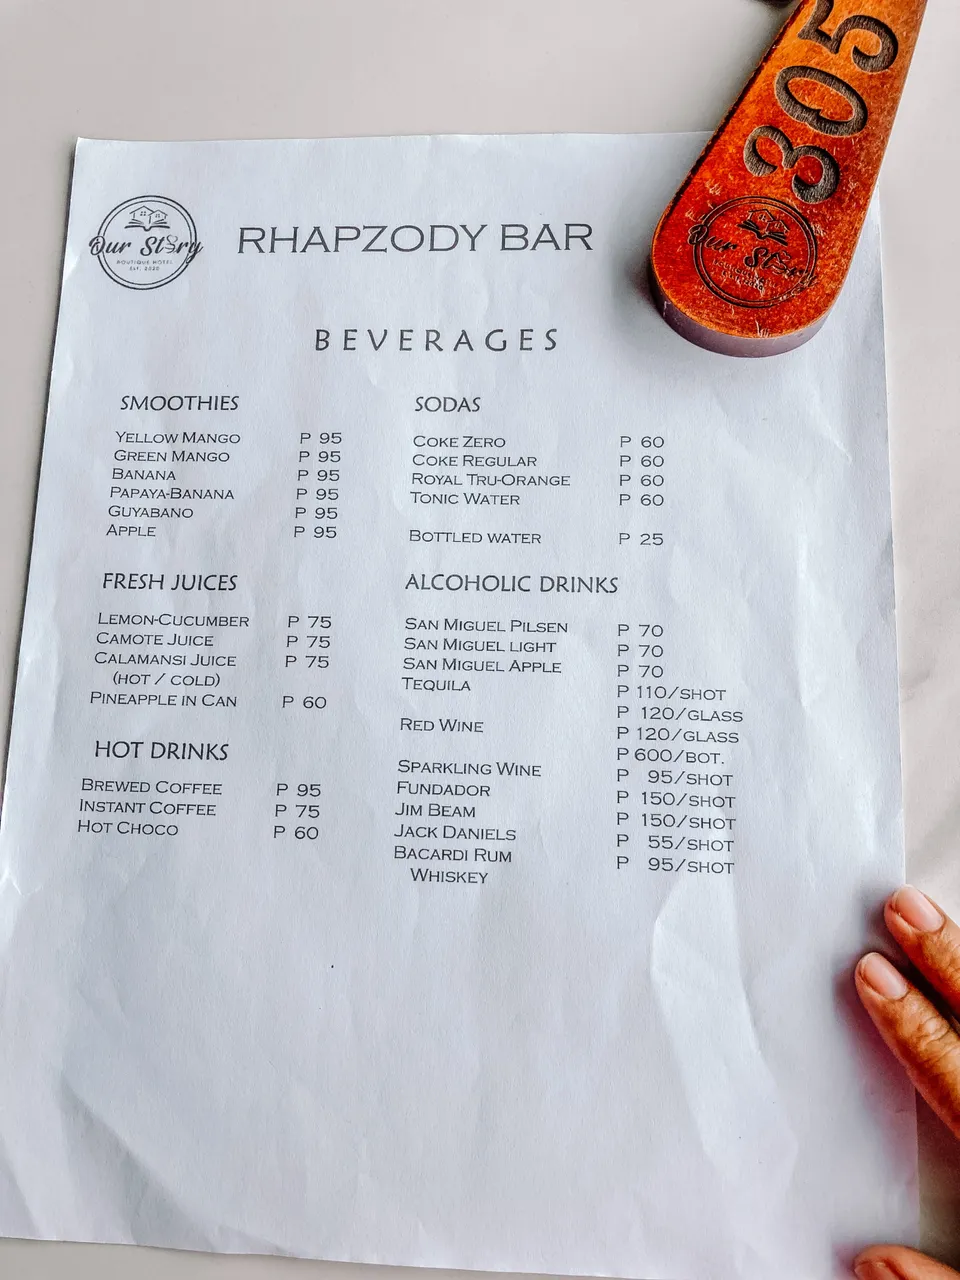 305
Our Story
Our Story
BOUTIQUE HOTEL
EST. 2020
RHAPZODY BAR
BEVERAGES
SMOOTHIES
YELLOW MANGO P 95
GREEN MANGO P 95
BANANA P 95
PAPAYA-BANANA P 95
GUYABANO P 95
APPLE P 95
FRESH JUICES
LEMON-CUCUMBER P 75
CAMOTE JUICE P 75
CALAMANSI JUICE P 75
(HOT / COLD)
PINEAPPLE IN CAN P 60
HOT DRINKS
BREWED COFFEE P 95
INSTANT COFFEE P 75
HOT CHOCO P 60
SODAS
COKE ZERO P 60
COKE REGULAR P 60
ROYAL TRU-ORANGE P 60
TONIC WATER P 60
BOTTLED WATER P 25
ALCOHOLIC DRINKS
SAN MIGUEL PILSEN P 70
SAN MIGUEL LIGHT P 70
SAN MIGUEL APPLE P 70
TEQUILA P 110/SHOT
P 120/GLASS
RED WINE P 120/GLASS
P 600/BOT.
SPARKLING WINE P 95/SHOT
FUNDADOR P 150/SHOT
JIM BEAM P 150/SHOT
JACK DANIELS P 55/SHOT
BACARDI RUM P 95/SHOT
WHISKEY